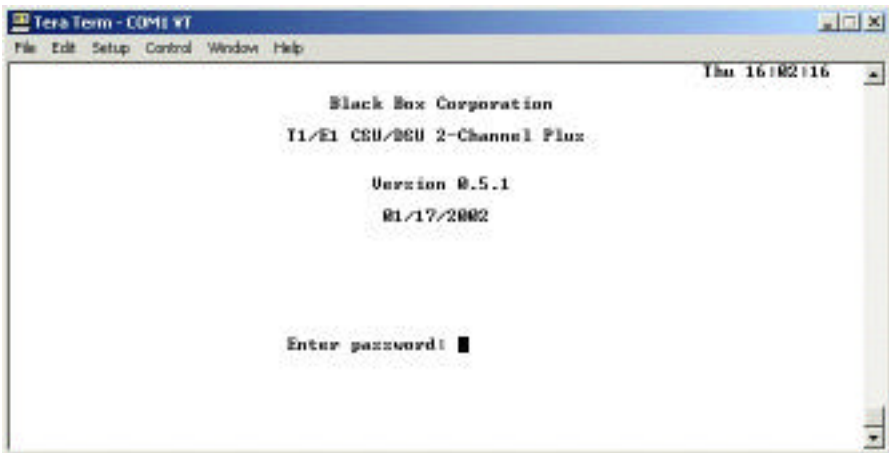 Tera Term - COM1 VT
File Edit Setup Control Window Help
Thu 16:02:16
Black Box Corporation
T1/E1 CSU/DSU 2-Channel Plus
Version 0.5.1
01/17/2002
Enter password: